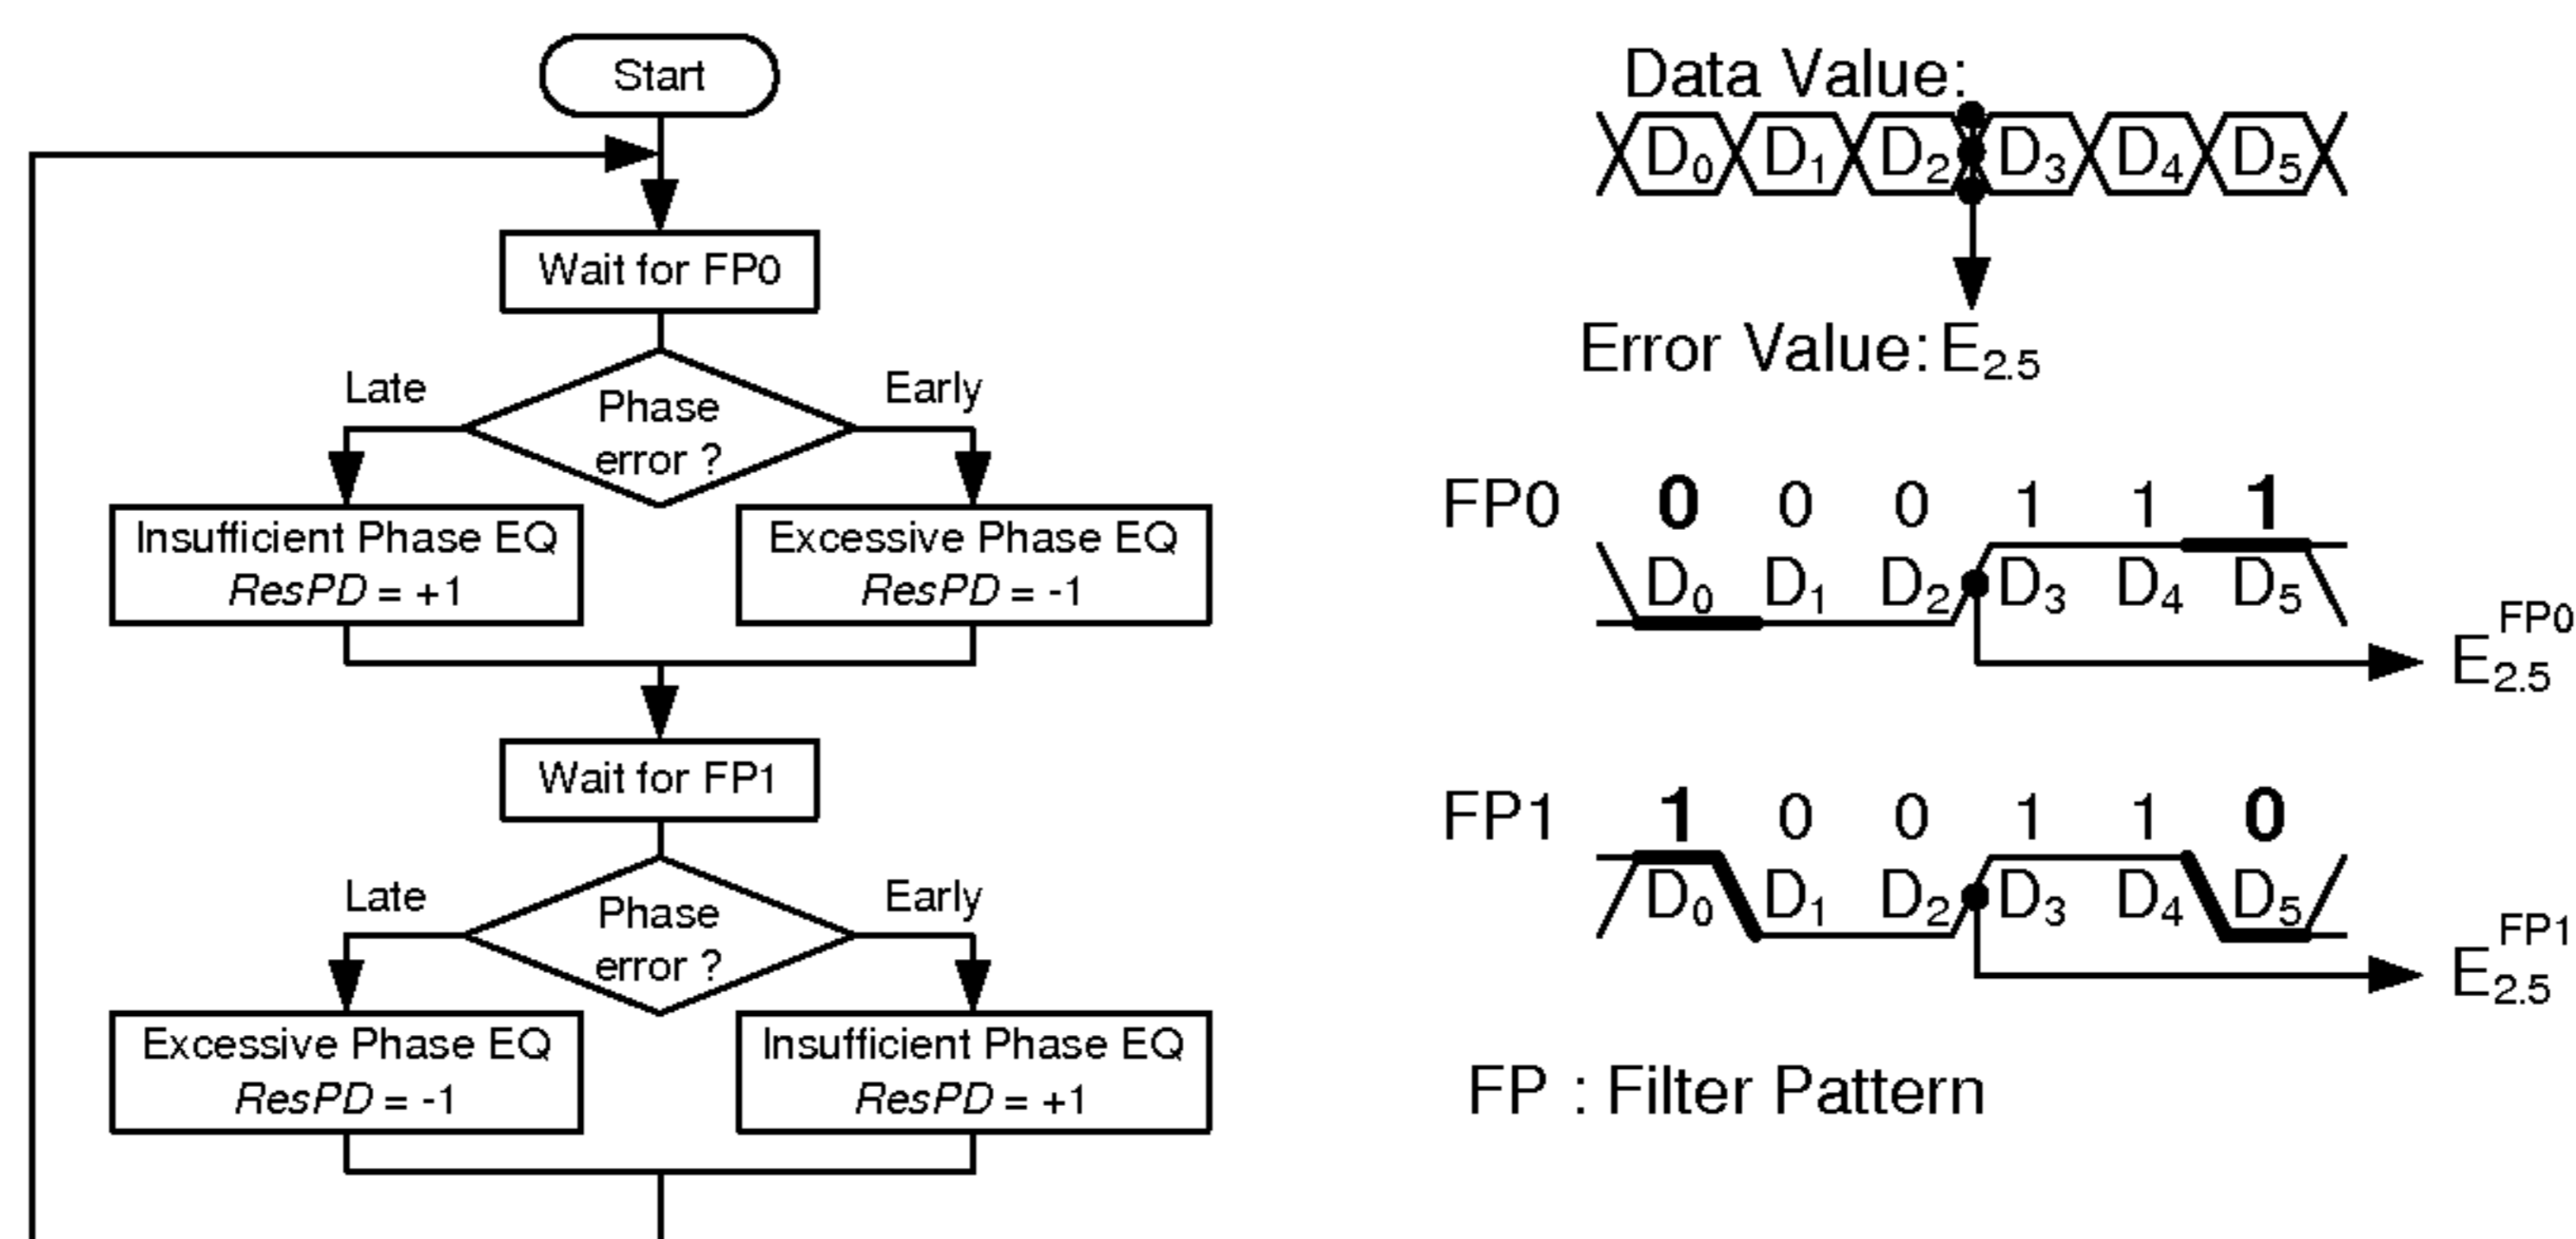 Start
Wait for FP0
Late
Phase
error ?
Early
Insufficient Phase EQ
ResPD = +1
Excessive Phase EQ
ResPD = -1
Wait for FP1
Late
Phase
error ?
Early
Excessive Phase EQ
ResPD = -1
Insufficient Phase EQ
ResPD = +1
Data Value:
D₀ D₁ D₂ D₃ D₄ D₅
Error Value: E₂.₅
FP0 0 0 0 1 1 1
D₀ D₁ D₂ D₃ D₄ D₅
E₂.₅ FP0
FP1 1 0 0 1 1 0
D₀ D₁ D₂ D₃ D₄ D₅
E₂.₅ FP1
FP : Filter Pattern